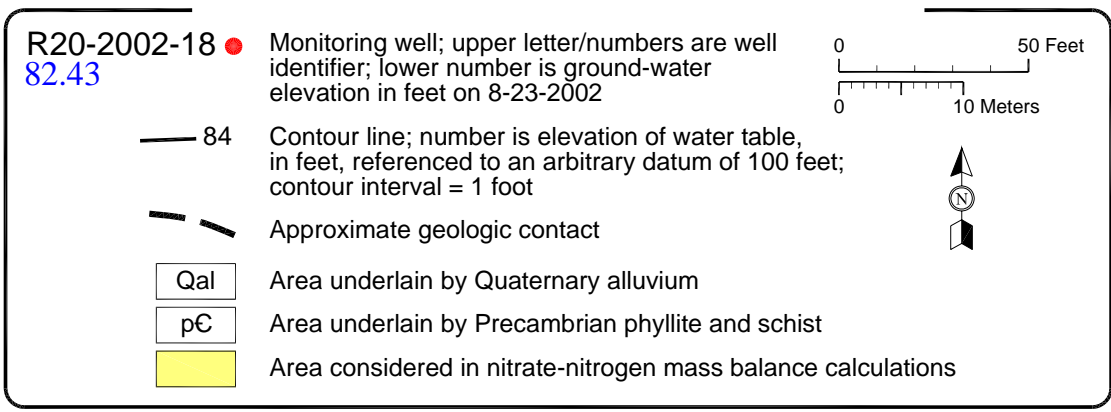 R20-2002-18
82.43
Monitoring well; upper letter/numbers are well
identifier; lower number is ground-water
elevation in feet on 8-23-2002
0 50 Feet
0 10 Meters
84
Contour line; number is elevation of water table,
in feet, referenced to an arbitrary datum of 100 feet;
contour interval = 1 foot
N
Approximate geologic contact
Qal
Area underlain by Quaternary alluvium
p€
Area underlain by Precambrian phyllite and schist
Area considered in nitrate-nitrogen mass balance calculations